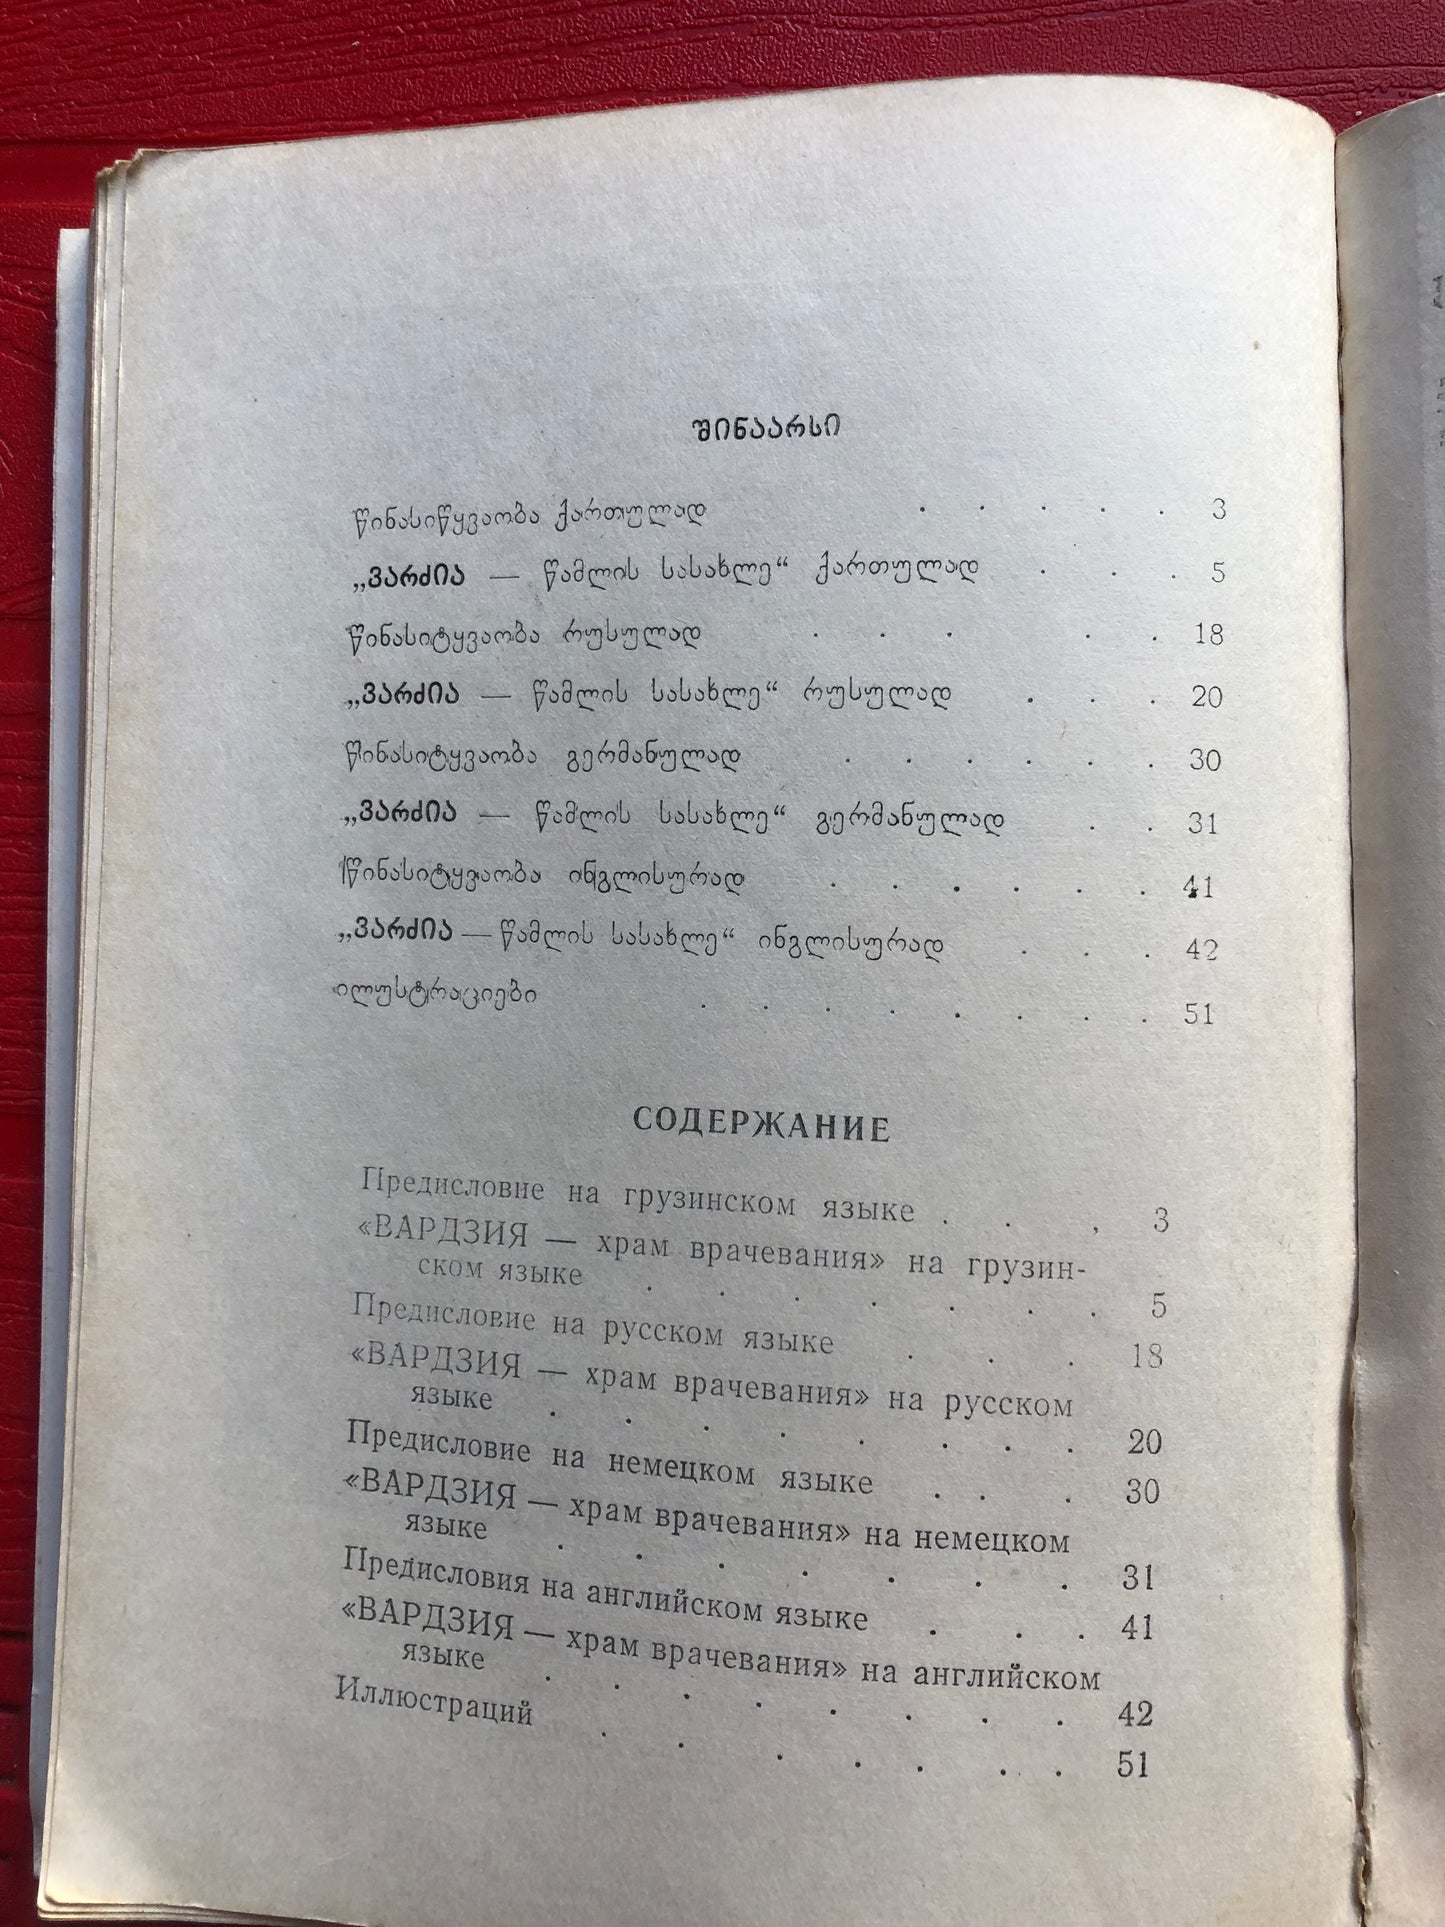 შინაარსი
წინასიწყვაობა ქართულად . . . . . 3
„ვარძია — წამლის სასახლე“ ქართულად . . . 5
წინასიტყვაობა რუსულად . . . . . 18
„ვარძია — წამლის სასახლე“ რუსულად . . . 20
წინასიტყვაობა გერმანულად . . . . . . 30
„ვარძია — წამლის სასახლე“ გერმანულად . . 31
წინასიტყვაობა ინგლისურად . . . . . . 41
„ვარძია — წამლის სასახლე“ ინგლისურად . . . 42
ილუსტრაციები . . . . . . . . 51
СОДЕРЖАНИЕ
Предисловие на грузинском языке . . , 3
«ВАРДЗИЯ — храм врачевания» на грузин-
ском языке . . . . . . . 5
Предисловие на русском языке . . . 18
«ВАРДЗИЯ — храм врачевания» на русском
языке . . . . . . . . 20
Предисловие на немецком языке . . . 30
«ВАРДЗИЯ — храм врачевания» на немецком
языке . . . . . . . 31
Предисловия на английском языке . . . 41
«ВАРДЗИЯ — храм врачевания» на английском
языке . . . . . . . . 42
Иллюстраций . . . . . . . 51